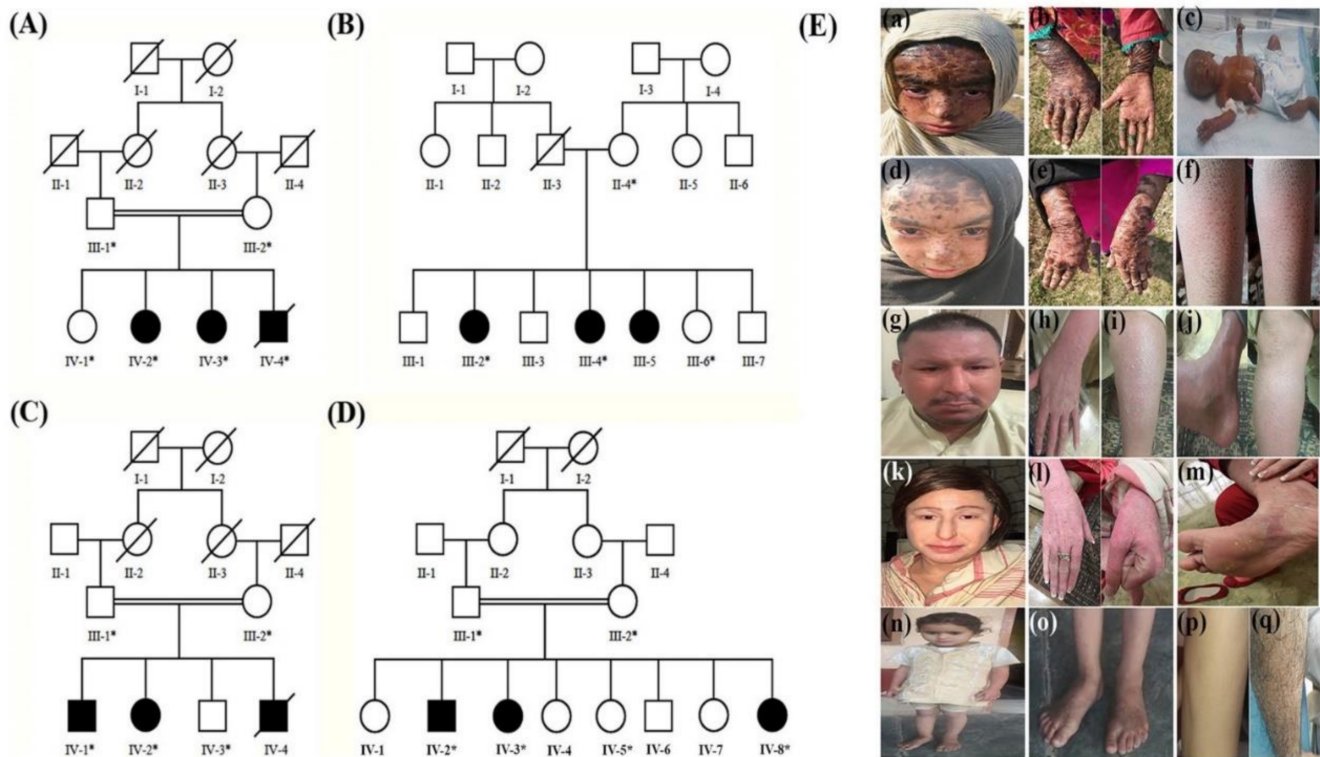 (A)
I-1 I-2
II-1 II-2 II-3 II-4
III-1* III-2*
IV-1* IV-2* IV-3* IV-4*
(B)
I-1 I-2 I-3 I-4
II-1 II-2 II-3 II-4* II-5 II-6
III-1 III-2* III-3 III-4* III-5 III-6* III-7
(C)
I-1 I-2
II-1 II-2 II-3 II-4
III-1* III-2*
IV-1* IV-2* IV-3* IV-4
(D)
I-1 I-2
II-1 II-2 II-3 II-4
III-1* III-2*
IV-1 IV-2* IV-3* IV-4 IV-5* IV-6 IV-7 IV-8*
(E)
(a) (b) (c)
(d) (e) (f)
(g) (h) (i) (j)
(k) (l) (m)
(n) (o) (p) (q)